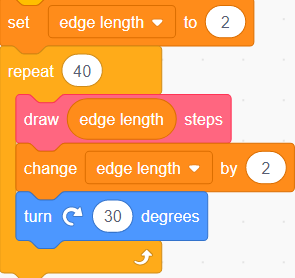 set edge length to 2
repeat 40
draw edge length steps
change edge length by 2
turn 30 degrees